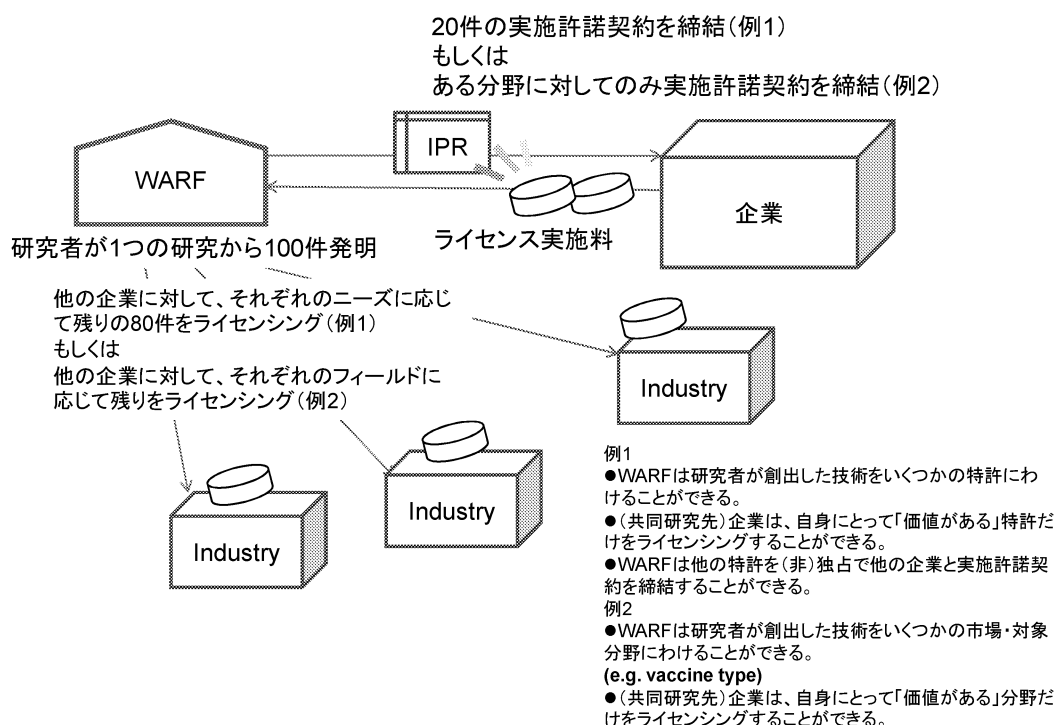 20件の実施許諾契約を締結（例1）
もしくは
ある分野に対してのみ実施許諾契約を締結（例2）
IPR
WARF
企業
ライセンス実施料
研究者が1つの研究から100件発明
他の企業に対して、それぞれのニーズに応じ
て残りの80件をライセンシング（例1）
もしくは
他の企業に対して、それぞれのフィールドに
応じて残りをライセンシング（例2）
Industry
Industry
Industry
例1
●WARFは研究者が創出した技術をいくつかの特許にわ
けることができる。
●（共同研究先）企業は、自身にとって「価値がある」特許だ
けをライセンシングすることができる。
●WARFは他の特許を（非）独占で他の企業と実施許諾契
約を締結することができる。
例2
●WARFは研究者が創出した技術をいくつかの市場・対象
分野にわけることができる。
(e.g. vaccine type)
●（共同研究先）企業は、自身にとって「価値がある」分野だ
けをライセンシングすることができる。